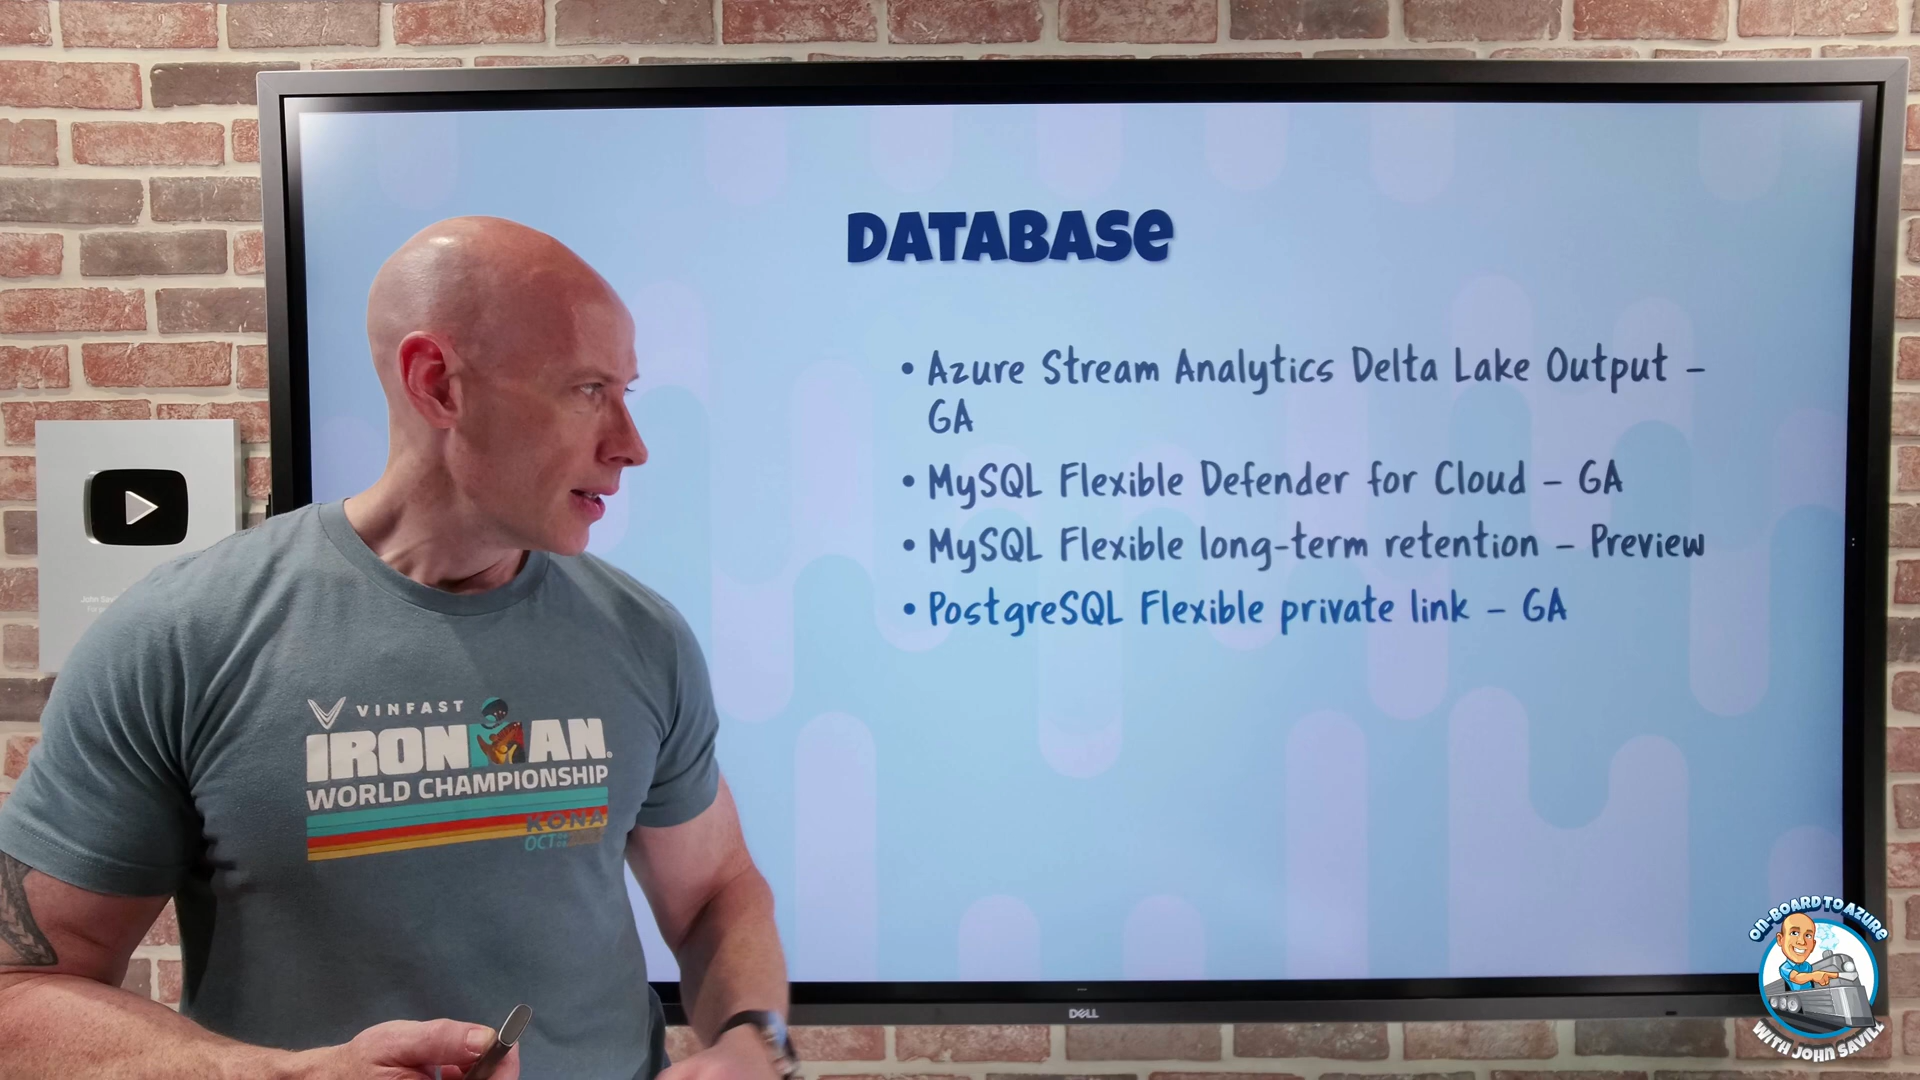 DATABASE
• Azure Stream Analytics Delta Lake Output –
GA
• MySQL Flexible Defender for Cloud – GA
• MySQL Flexible long-term retention – Preview
• PostgreSQL Flexible private link – GA
VINFAST
IRONMAN
WORLD CHAMPIONSHIP
KONA
OCT
DELL
ON-BOARD TO AZURE
WITH JOHN SAVILL